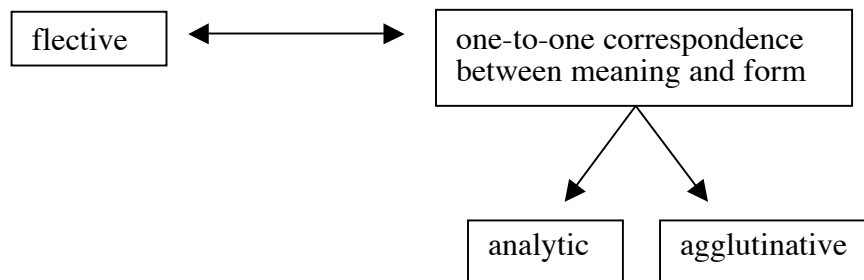 flective
one-to-one correspondence
between meaning and form
analytic
agglutinative